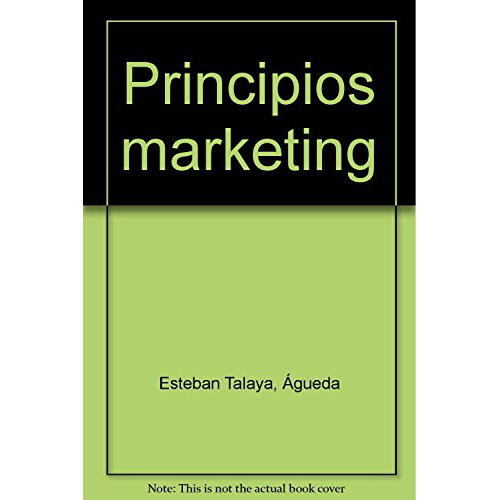 Principios
marketing
Esteban Talaya, Águeda
Note: This is not the actual book cover